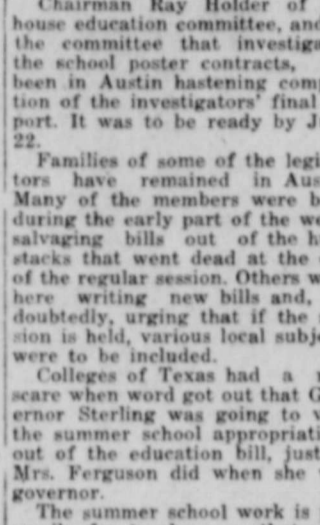 Chairman Ray Holder of
house education committee, and
the committee that investiga
the school poster contracts,
been in Austin hastening com
tion of the investigators' final
port. It was to be ready by J
22.
Families of some of the legi
tors have remained in Aus
Many of the members were b
during the early part of the we
salvaging bills out of the h
stacks that went dead at the
of the regular session. Others w
here writing new bills and,
doubtedly, urging that if the
sion is held, various local subj
were to be included.
Colleges of Texas had a
scare when word got out that G
ernor Sterling was going to v
the summer school appropriati
out of the education bill, just
Mrs. Ferguson did when she
governor.
The summer school work is